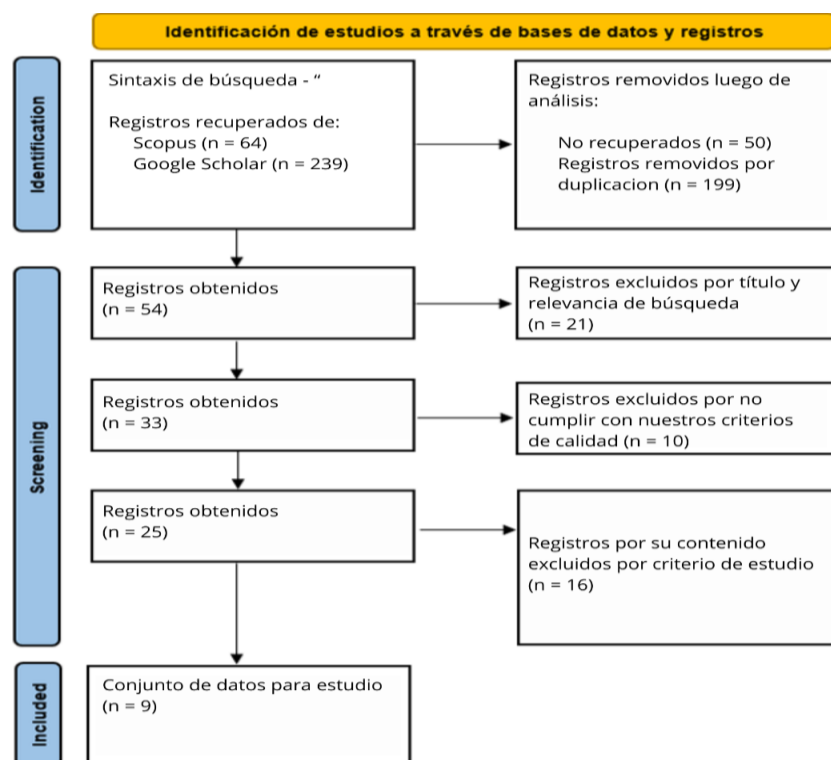 Identificación de estudios a través de bases de datos y registros
Identification
Sintaxis de búsqueda - “
Registros recuperados de:
Scopus (n = 64)
Google Scholar (n = 239)
Registros removidos luego de
análisis:
No recuperados (n = 50)
Registros removidos por
duplicacion (n = 199)
Screening
Registros obtenidos
(n = 54)
Registros excluidos por título y
relevancia de búsqueda
(n = 21)
Registros obtenidos
(n = 33)
Registros excluidos por no
cumplir con nuestros criterios
de calidad (n = 10)
Registros obtenidos
(n = 25)
Registros por su contenido
excluidos por criterio de estudio
(n = 16)
Included
Conjunto de datos para estudio
(n = 9)